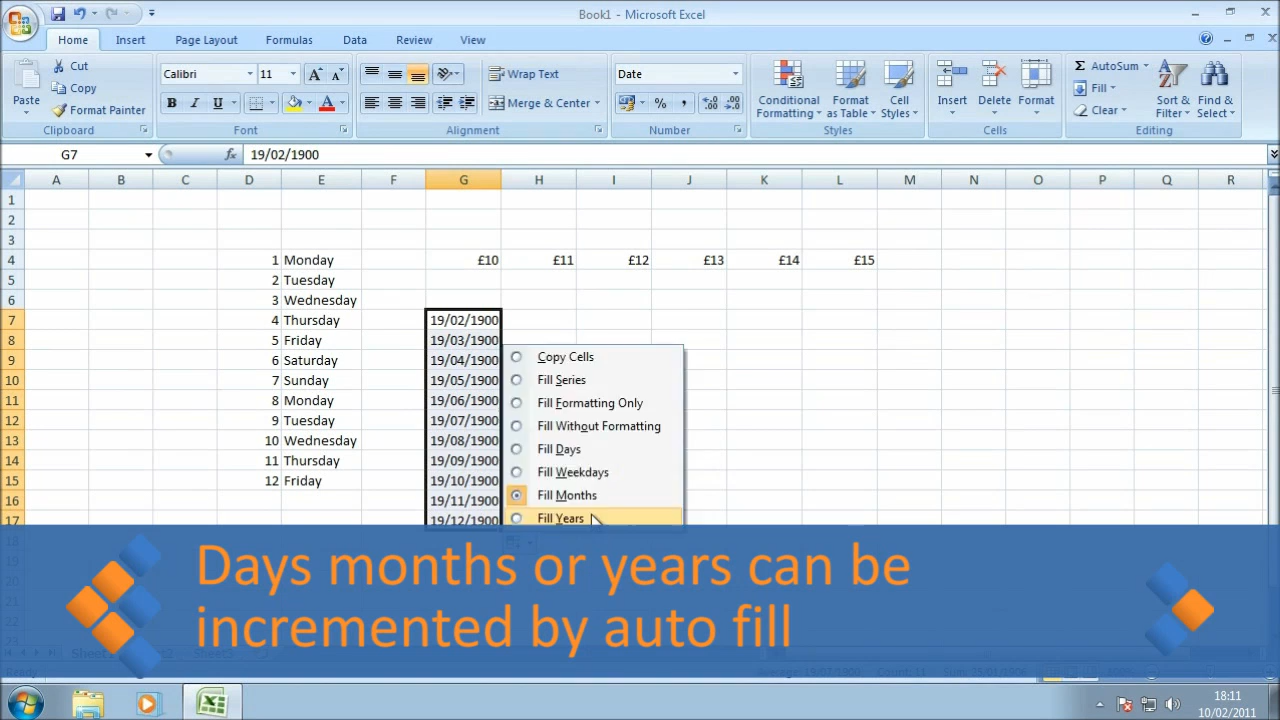 Book1 - Microsoft Excel
Home Insert Page Layout Formulas Data Review View
Paste
Cut
Copy
Format Painter
Clipboard
Calibri 11
B I U
Font
Wrap Text
Merge & Center
Alignment
Date
Number
Conditional Formatting
Format as Table
Cell Styles
Styles
Insert Delete Format
Cells
AutoSum
Fill
Clear
Sort & Filter
Find & Select
Editing
G7 fx 19/02/1900
A B C D E F G H I J K L M N O P Q R
1
2
3
4 1 Monday £10 £11 £12 £13 £14 £15
5 2 Tuesday
6 3 Wednesday
7 4 Thursday 19/02/1900
8 5 Friday 19/03/1900
9 6 Saturday 19/04/1900
10 7 Sunday 19/05/1900
11 8 Monday 19/06/1900
12 9 Tuesday 19/07/1900
13 10 Wednesday 19/08/1900
14 11 Thursday 19/09/1900
15 12 Friday 19/10/1900
16 19/11/1900
17 19/12/1900
Copy Cells
Fill Series
Fill Formatting Only
Fill Without Formatting
Fill Days
Fill Weekdays
Fill Months
Fill Years
18
19
20
21
22
23
Days months or years can be
incremented by auto fill
Ready
18:11
10/02/2011